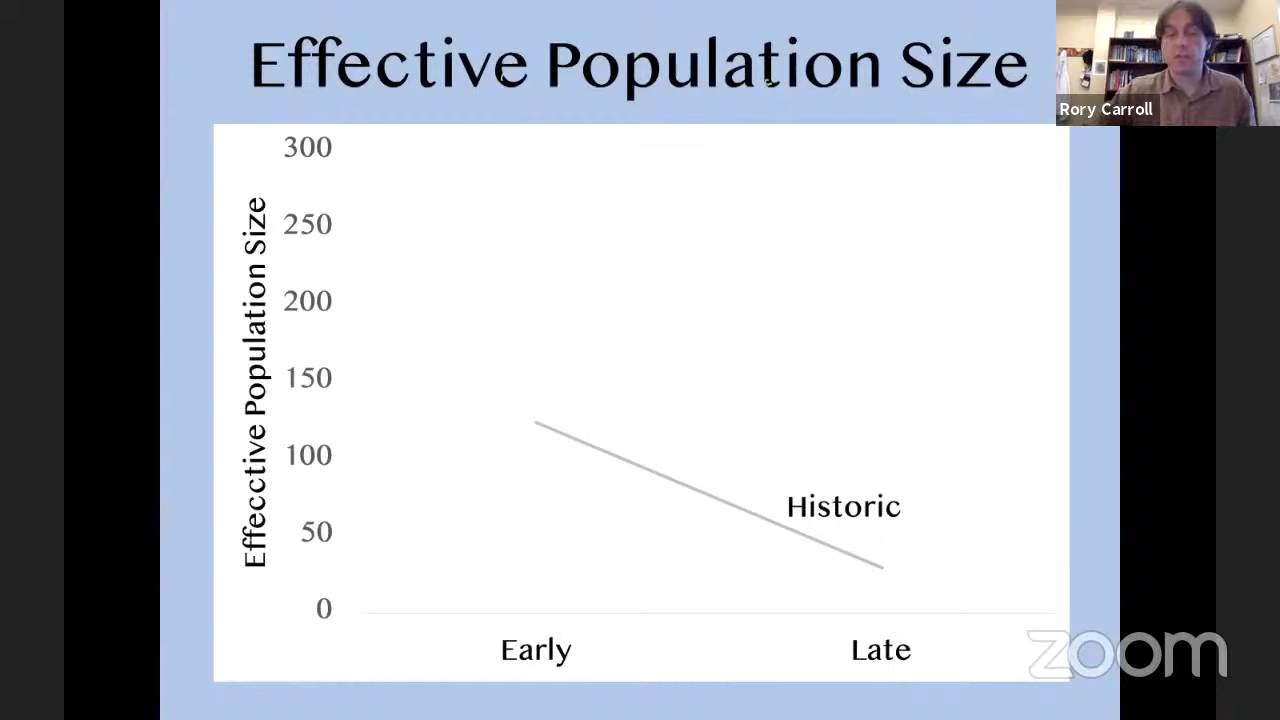 Effective Population Size
Rory Carroll
300
250
200
150
100
50
0
Effecctive Population Size
Historic
Early
Late
zoom